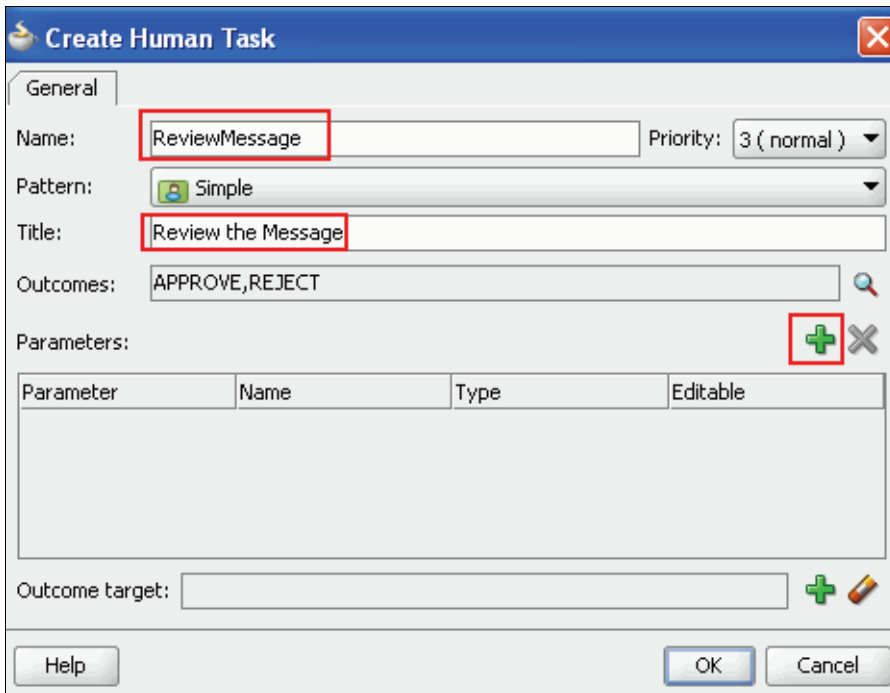 Create Human Task
General
Name: ReviewMessage Priority: 3 ( normal )
Pattern: Simple
Title: Review the Message
Outcomes: APPROVE,REJECT
Parameters:
Parameter Name Type Editable
Outcome target:
Help OK Cancel